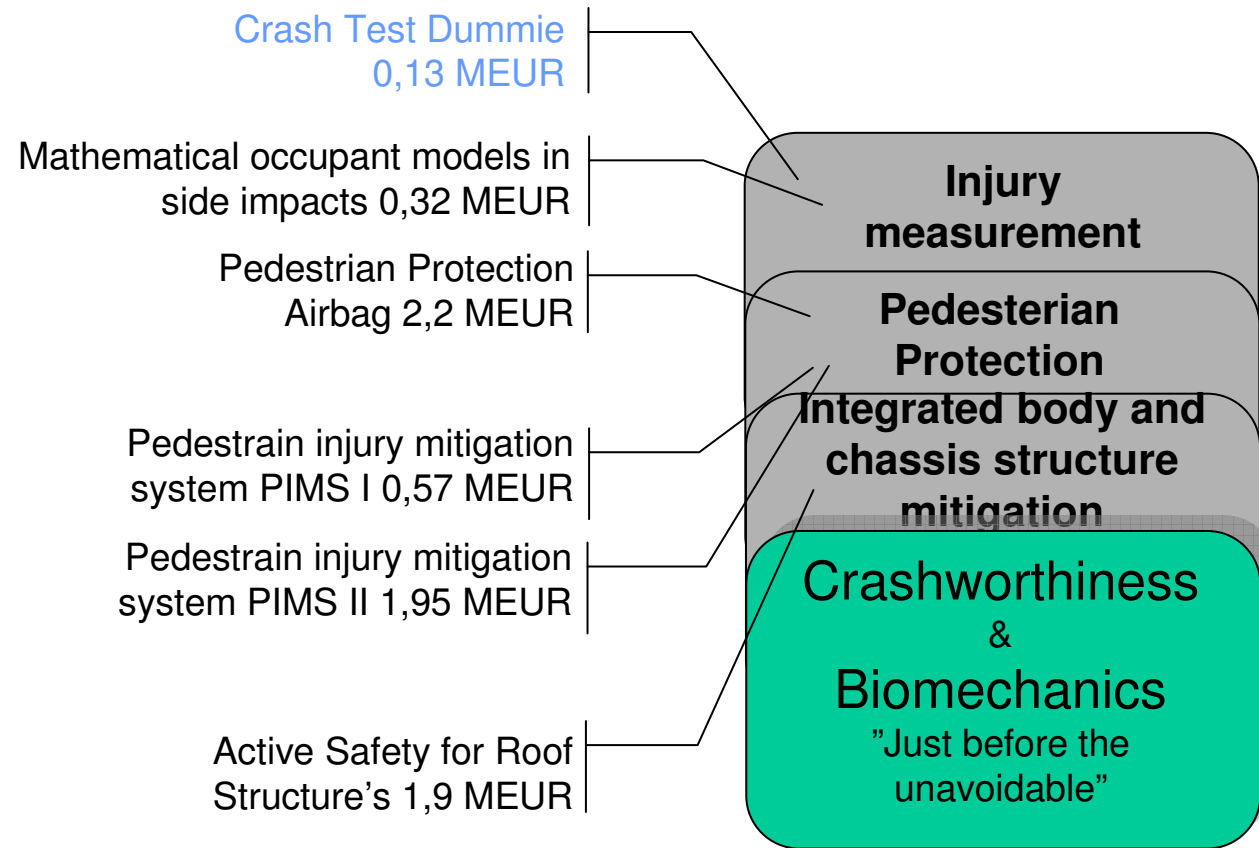 Crash Test Dummie
0,13 MEUR
Mathematical occupant models in
side impacts 0,32 MEUR
Pedestrian Protection
Airbag 2,2 MEUR
Pedestrain injury mitigation
system PIMS I 0,57 MEUR
Pedestrain injury mitigation
system PIMS II 1,95 MEUR
Active Safety for Roof
Structure's 1,9 MEUR
Injury
measurement
Pedesterian
Protection
Integrated body and
chassis structure
mitigation
Crashworthiness
&
Biomechanics
”Just before the
unavoidable”